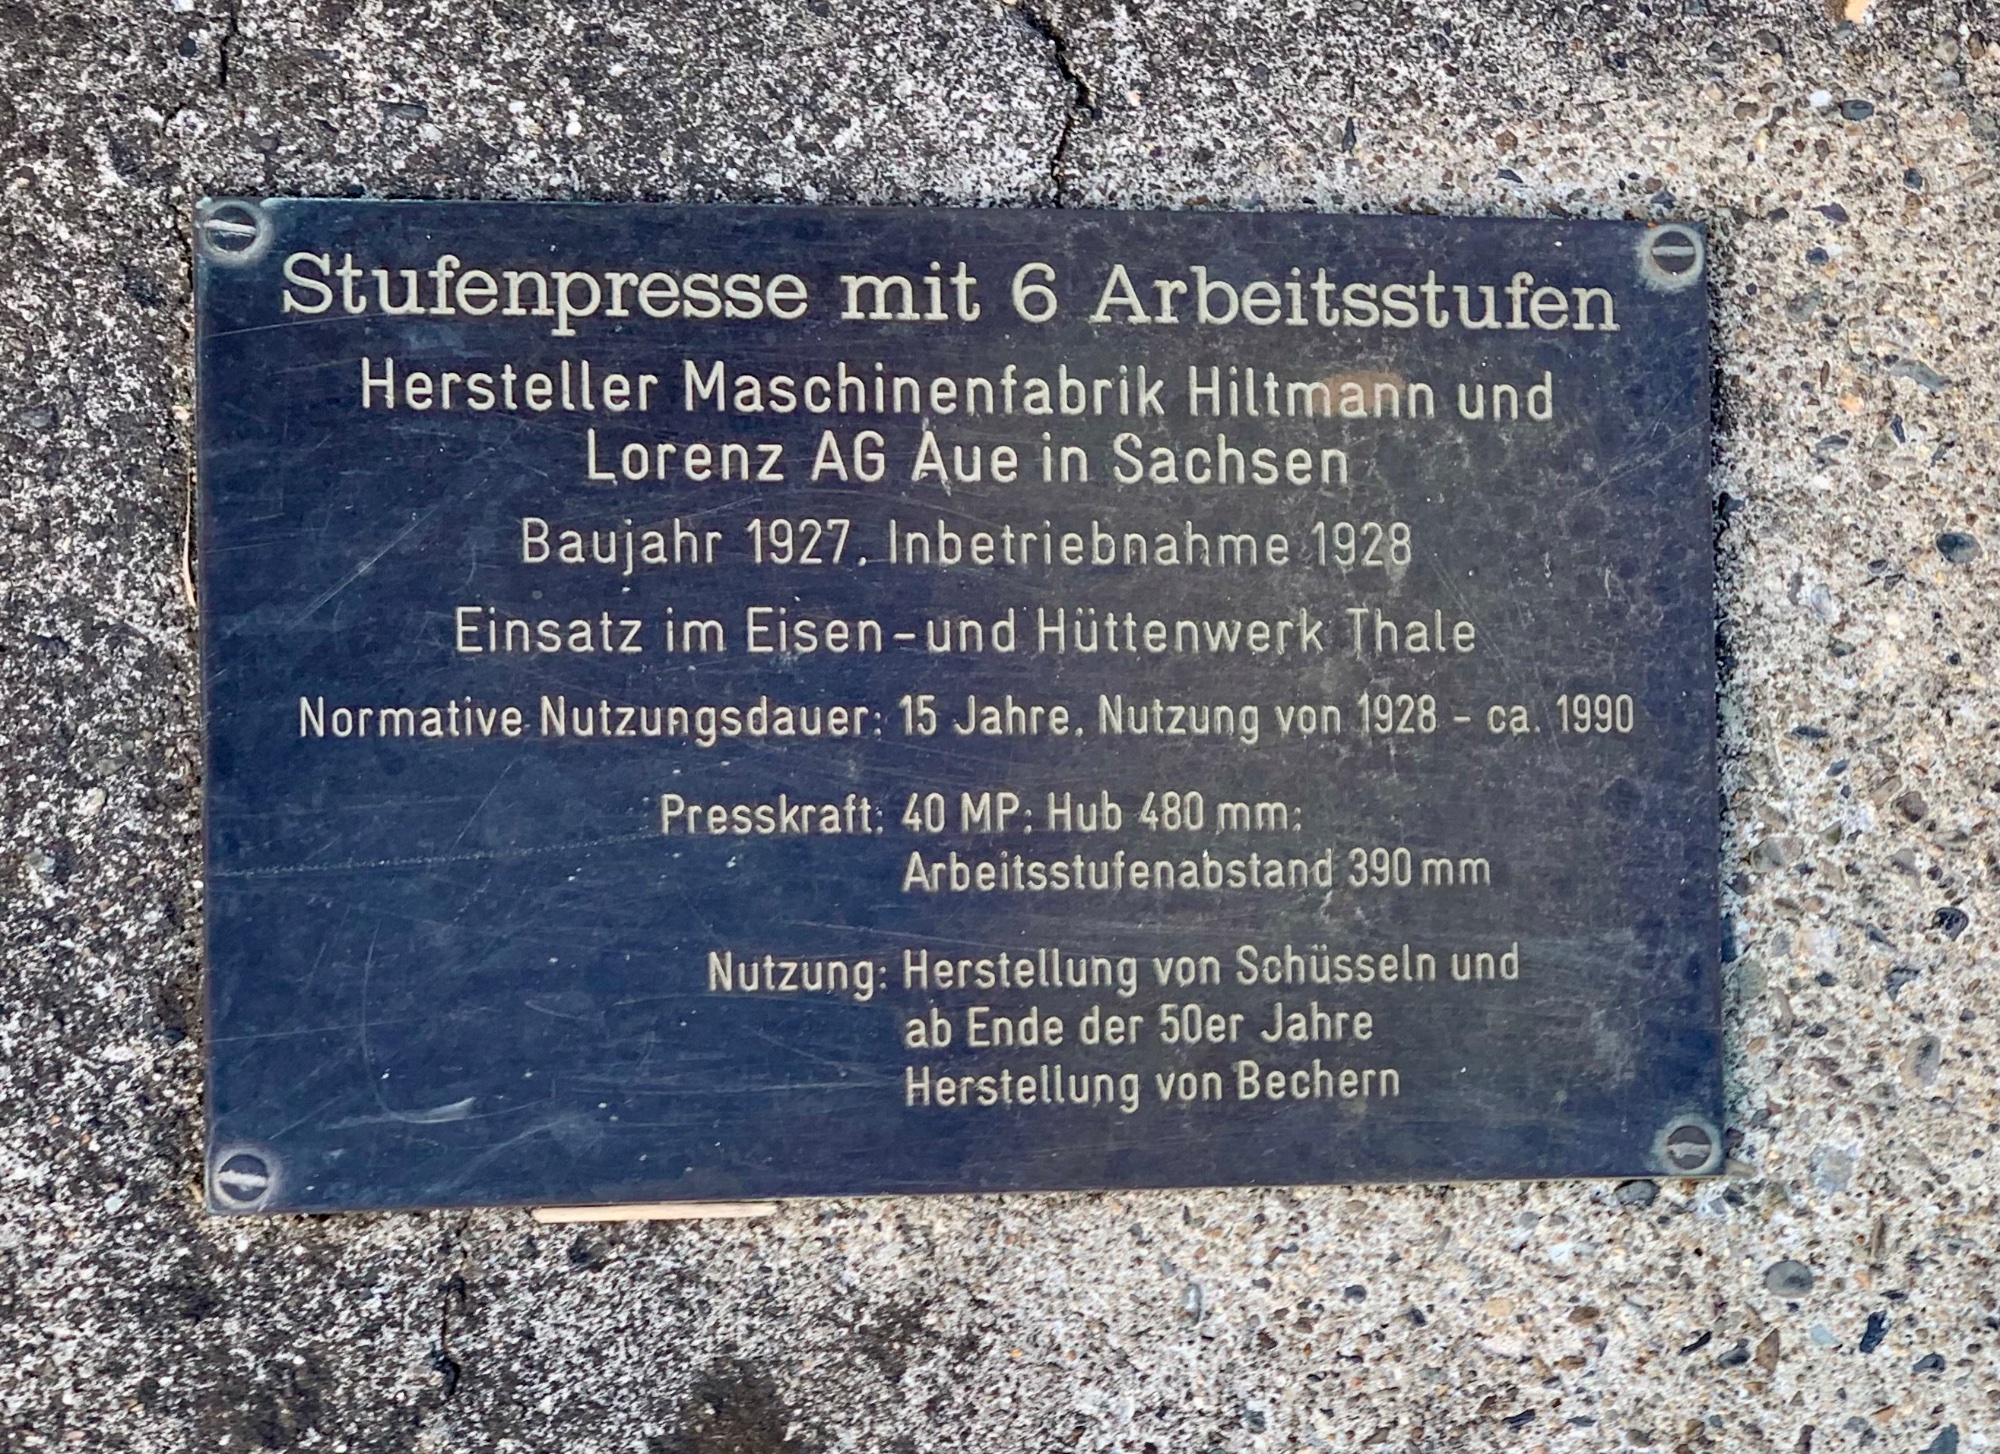 Stufenpresse mit 6 Arbeitsstufen
Hersteller Maschinenfabrik Hiltmann und
Lorenz AG Aue in Sachsen
Baujahr 1927, Inbetriebnahme 1928
Einsatz im Eisen- und Hüttenwerk Thale
Normative Nutzungsdauer: 15 Jahre, Nutzung von 1928 - ca. 1990
Presskraft: 40 MP; Hub 480 mm;
Arbeitsstufenabstand 390 mm
Nutzung: Herstellung von Schüsseln und
ab Ende der 50er Jahre
Herstellung von Bechern